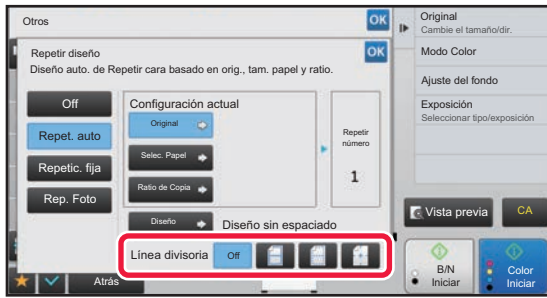 Otros
OK
Repetir diseño
OK
Diseño auto. de Repetir cara basado en orig., tam. papel y ratio.
Off
Repet. auto
Repetic. fija
Rep. Foto
Configuración actual
Original
Selec. Papel
Ratio de Copia
Repetir
número
1
Diseño
Diseño sin espaciado
Línea divisoria
Off
Atrás
Original
Cambie el tamaño/dir.
Modo Color
Ajuste del fondo
Exposición
Seleccionar tipo/exposición
Vista previa
CA
B/N
Iniciar
Color
Iniciar